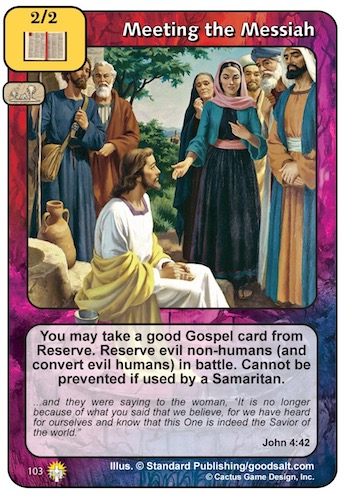 2/2
Meeting the Messiah
You may take a good Gospel card from
Reserve. Reserve evil non-humans (and
convert evil humans) in battle. Cannot be
prevented if used by a Samaritan.
...and they were saying to the woman, "It is no longer
because of what you said that we believe, for we have heard
for ourselves and know that this One is indeed the Savior of
the world."
John 4:42
103
Illus. © Standard Publishing/goodsalt.com
© Cactus Game Design, Inc.